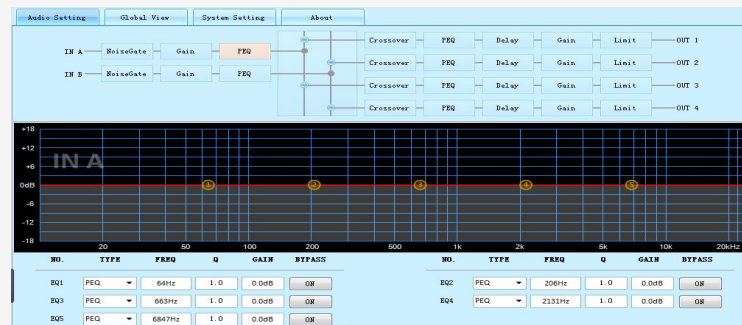 Audio Setting Global View System Setting About
Crossover PEQ Delay Gain Limit OUT 1
IN A NoiseGate Gain PEQ
Crossover PEQ Delay Gain Limit OUT 2
IN B NoiseGate Gain PEQ
Crossover PEQ Delay Gain Limit OUT 3
Crossover PEQ Delay Gain Limit OUT 4
+18
+12
IN A
+6
0dB 1 2 3 4 5
-6
-12
-18
20 50 100 200 500 1k 2k 5k 10k 20kHz
NO. TYPE FREQ Q GAIN BYPASS NO. TYPE FREQ Q GAIN BYPASS
EQ1 PEQ 64Hz 1.0 0.0dB ON EQ2 PEQ 206Hz 1.0 0.0dB ON
EQ3 PEQ 663Hz 1.0 0.0dB ON EQ4 PEQ 2131Hz 1.0 0.0dB ON
EQ5 PEQ 6847Hz 1.0 0.0dB ON